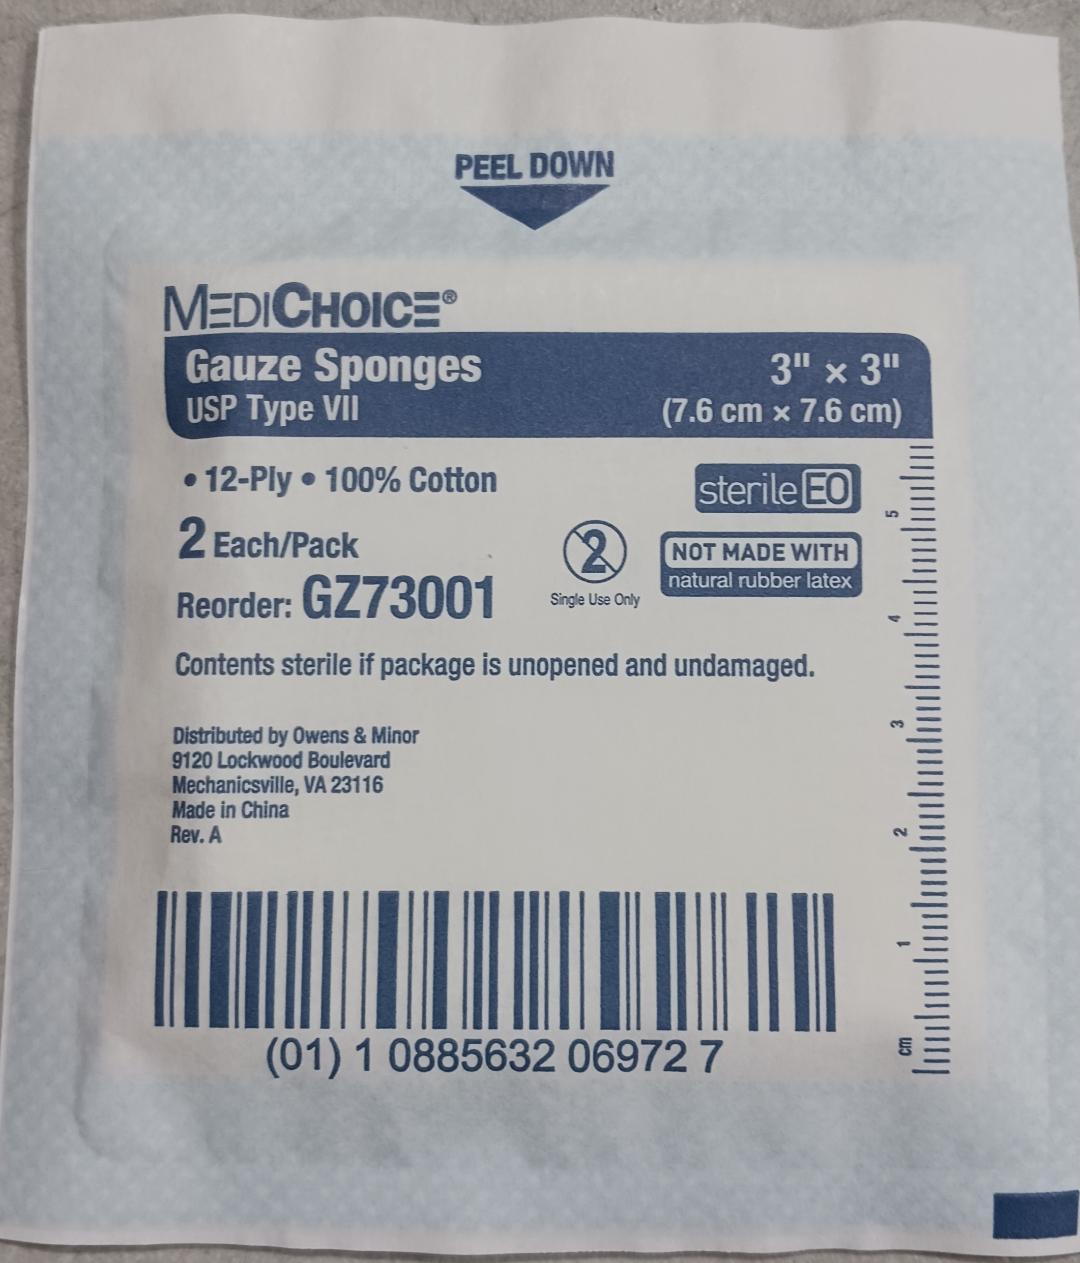 PEEL DOWN
MEDICHOICE®
Gauze Sponges 3" × 3"
USP Type VII (7.6 cm × 7.6 cm)
• 12-Ply • 100% Cotton
sterile EO
2 Each/Pack
2
Single Use Only
NOT MADE WITH
natural rubber latex
Reorder: GZ73001
Contents sterile if package is unopened and undamaged.
Distributed by Owens & Minor
9120 Lockwood Boulevard
Mechanicsville, VA 23116
Made in China
Rev. A
(01) 1 0885632 06972 7
5
4
3
2
1
cm